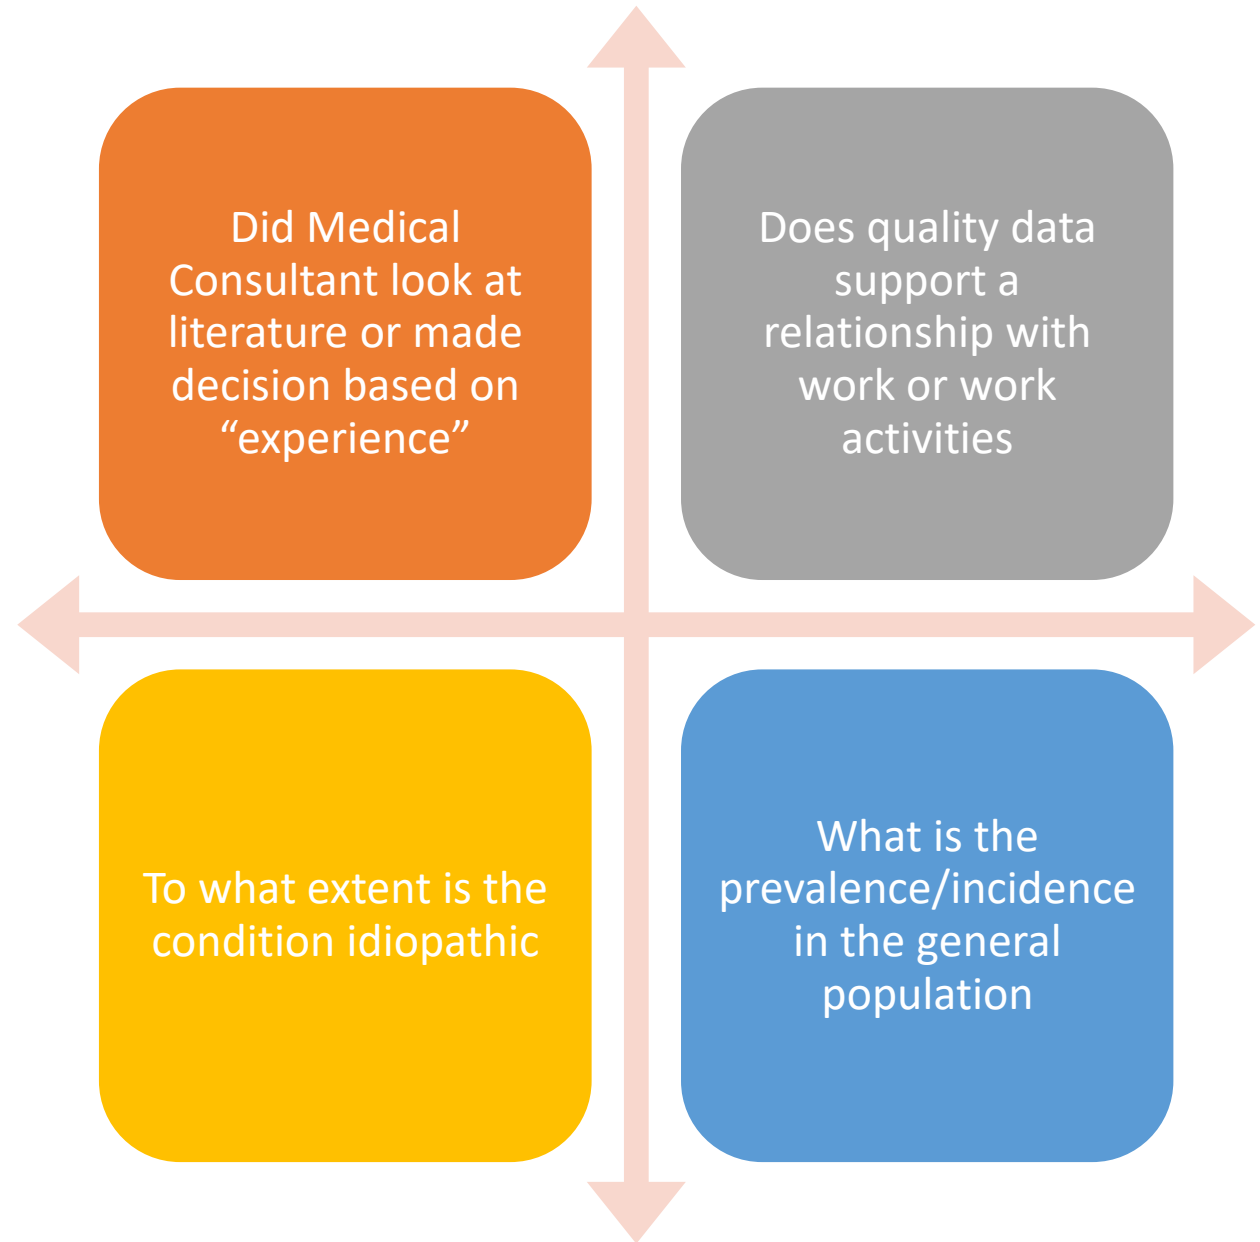 Did Medical
Consultant look at
literature or made
decision based on
“experience”
Does quality data
support a
relationship with
work or work
activities
To what extent is the
condition idiopathic
What is the
prevalence/incidence
in the general
population